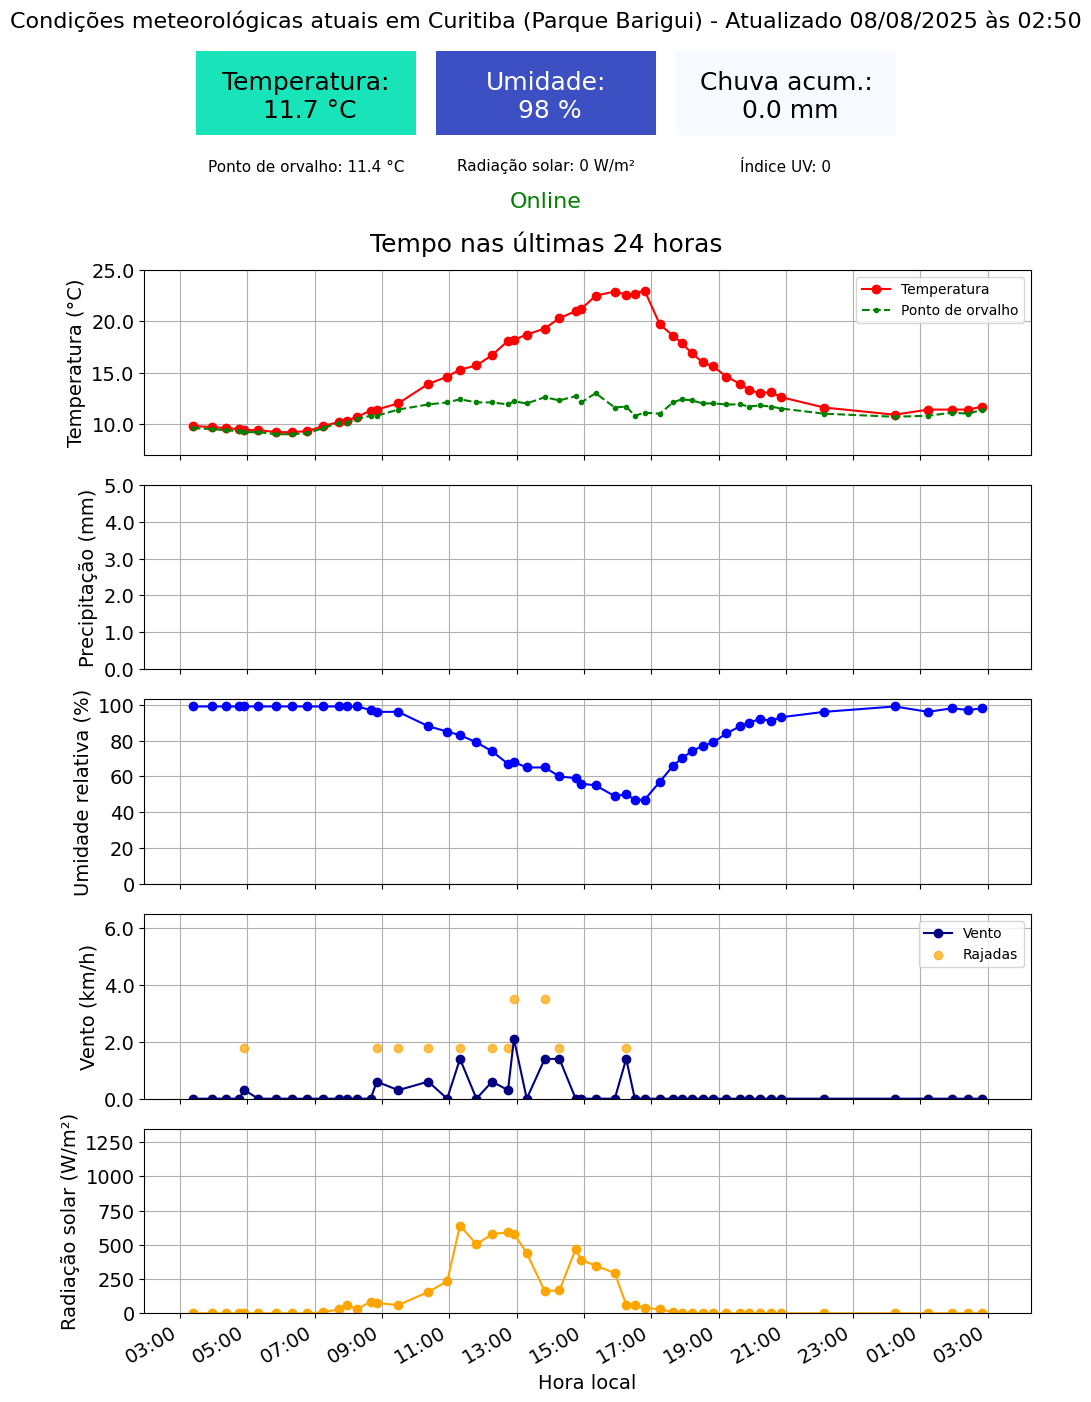 Condições meteorológicas atuais em Curitiba (Parque Barigui) - Atualizado 08/08/2025 às 02:50
Temperatura:
11.7 °C
Umidade:
98 %
Chuva acum.:
0.0 mm
Ponto de orvalho: 11.4 °C
Radiação solar: 0 W/m²
Índice UV: 0
Online
Tempo nas últimas 24 horas
Temperatura (°C)
25.0
20.0
15.0
10.0
Temperatura
Ponto de orvalho
Precipitação (mm)
5.0
4.0
3.0
2.0
1.0
0.0
Umidade relativa (%)
100
80
60
40
20
0
Vento (km/h)
6.0
4.0
2.0
0.0
Vento
Rajadas
Radiação solar (W/m²)
1250
1000
750
500
250
0
03:00
05:00
07:00
09:00
11:00
13:00
15:00
17:00
19:00
21:00
23:00
01:00
03:00
Hora local